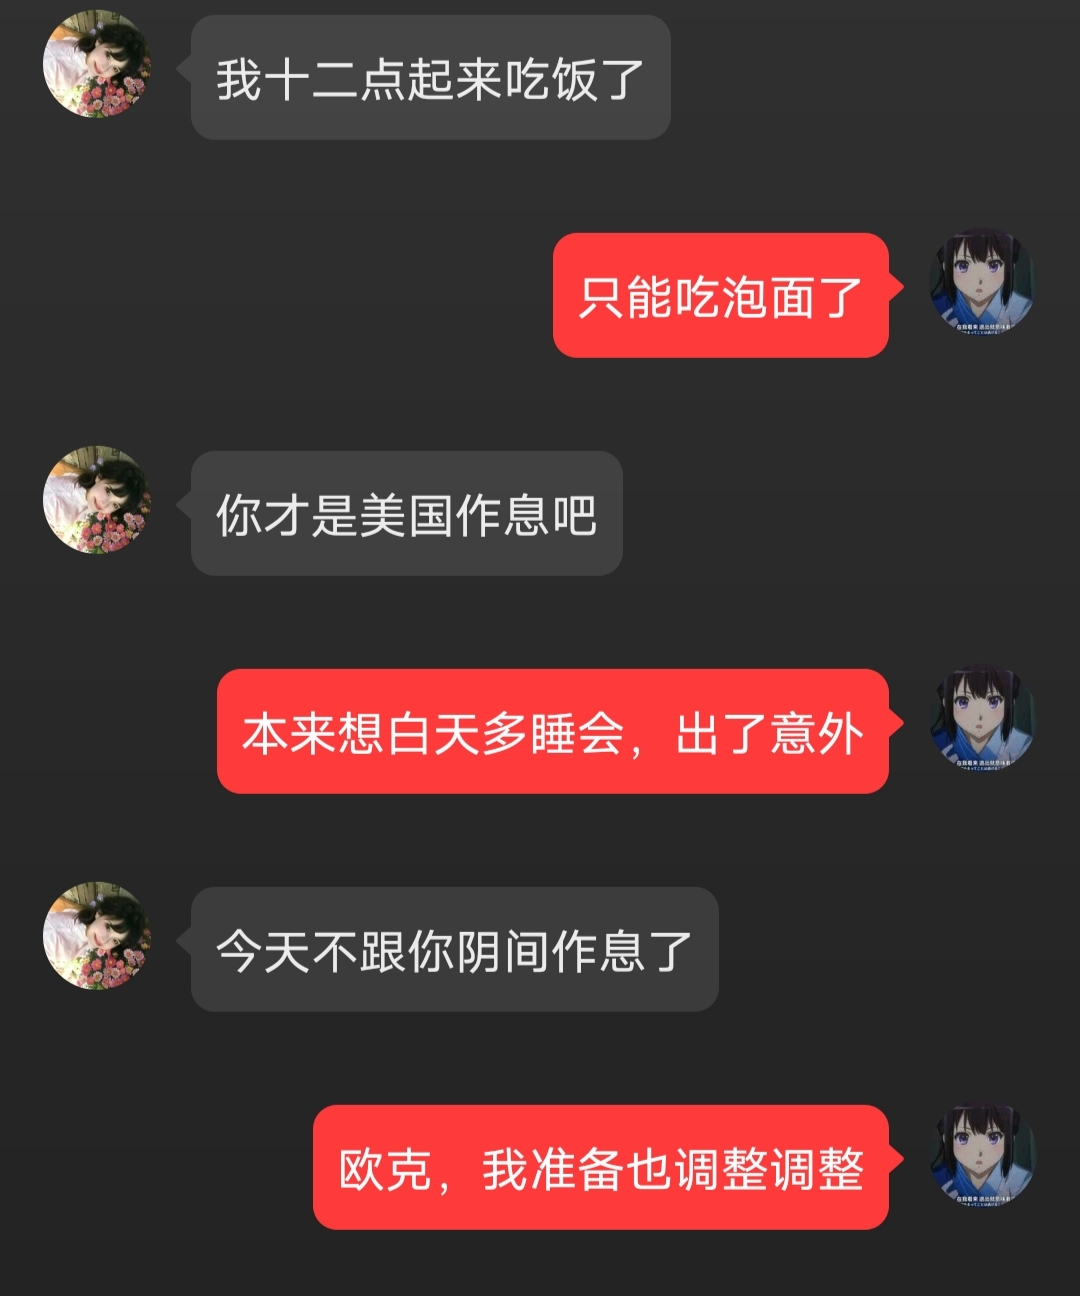 我十二点起来吃饭了
只能吃泡面了
你才是美国作息吧
本来想白天多睡会，出了意外
今天不跟你阴间作息了
欧克，我准备也调整调整